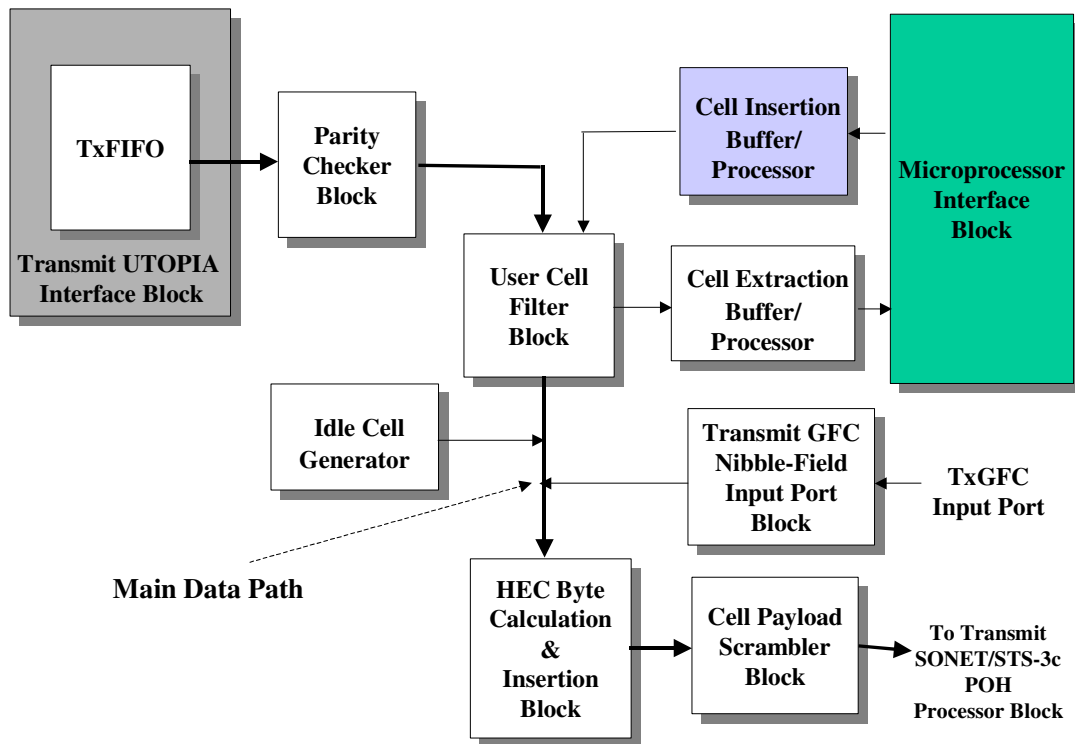 TxFIFO
Transmit UTOPIA
Interface Block
Parity
Checker
Block
Cell Insertion
Buffer/
Processor
Microprocessor
Interface
Block
User Cell
Filter
Block
Cell Extraction
Buffer/
Processor
Idle Cell
Generator
Transmit GFC
Nibble-Field
Input Port
Block
TxGFC
Input Port
Main Data Path
HEC Byte
Calculation
&
Insertion
Block
Cell Payload
Scrambler
Block
To Transmit
SONET/STS-3c
POH
Processor Block